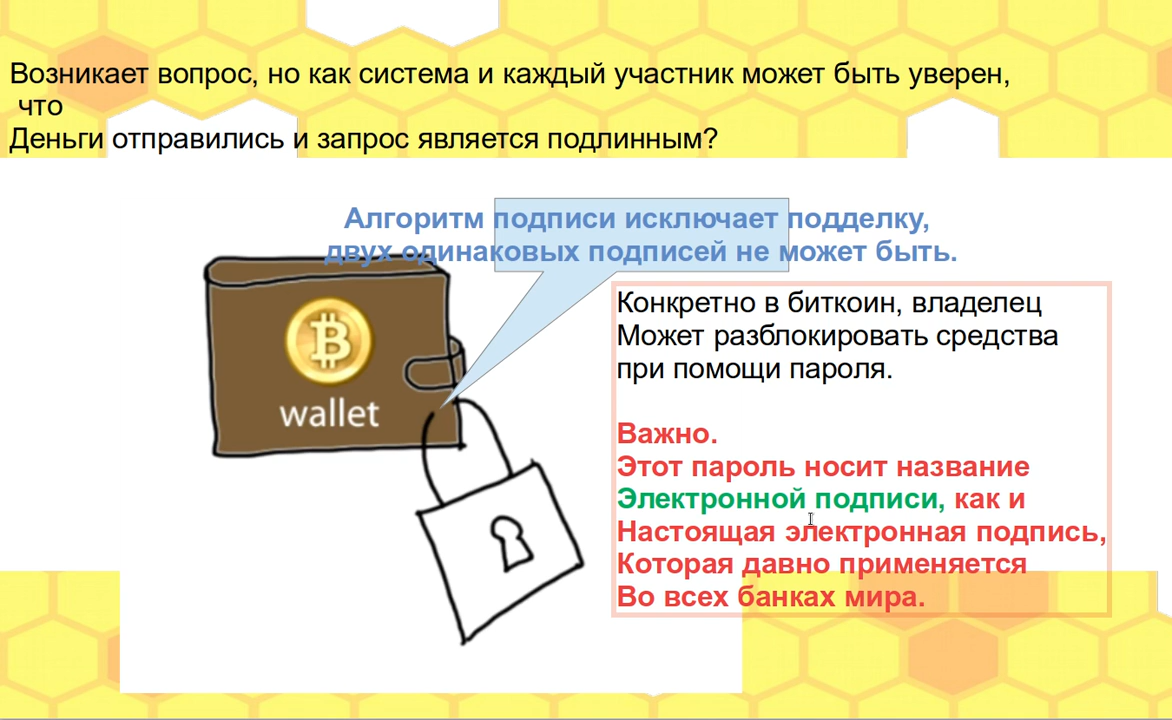 Возникает вопрос, но как система и каждый участник может быть уверен,
что
Деньги отправились и запрос является подлинным?
Алгоритм подписи исключает подделку,
двух одинаковых подписей не может быть.
Конкретно в биткоин, владелец
Может разблокировать средства
при помощи пароля.
wallet
Важно.
Этот пароль носит название
Электронной подписи, как и
Настоящая электронная подпись,
Которая давно применяется
Во всех банках мира.